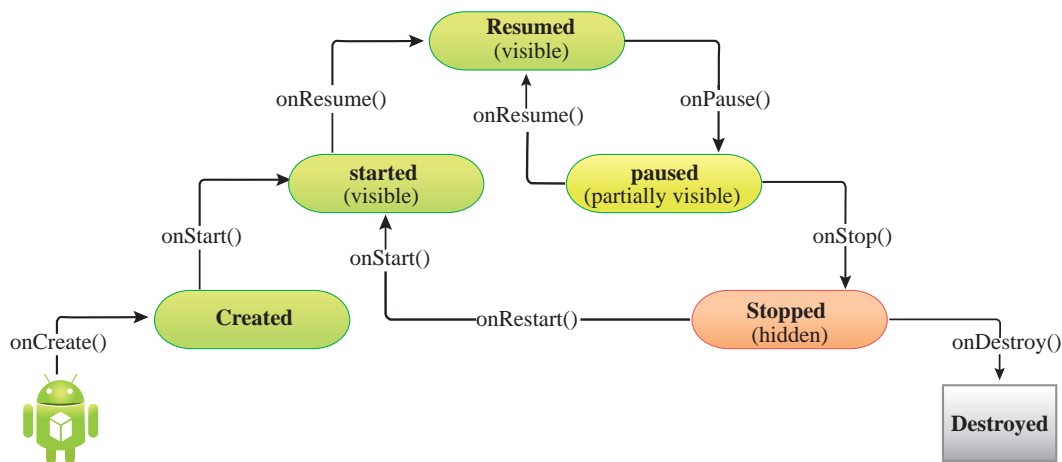 Resumed
(visible)
onResume()
onResume()
onPause()
started
(visible)
paused
(partially visible)
onStart()
onStart()
onStop()
Created
onRestart()
Stopped
(hidden)
onCreate()
onDestroy()
Destroyed